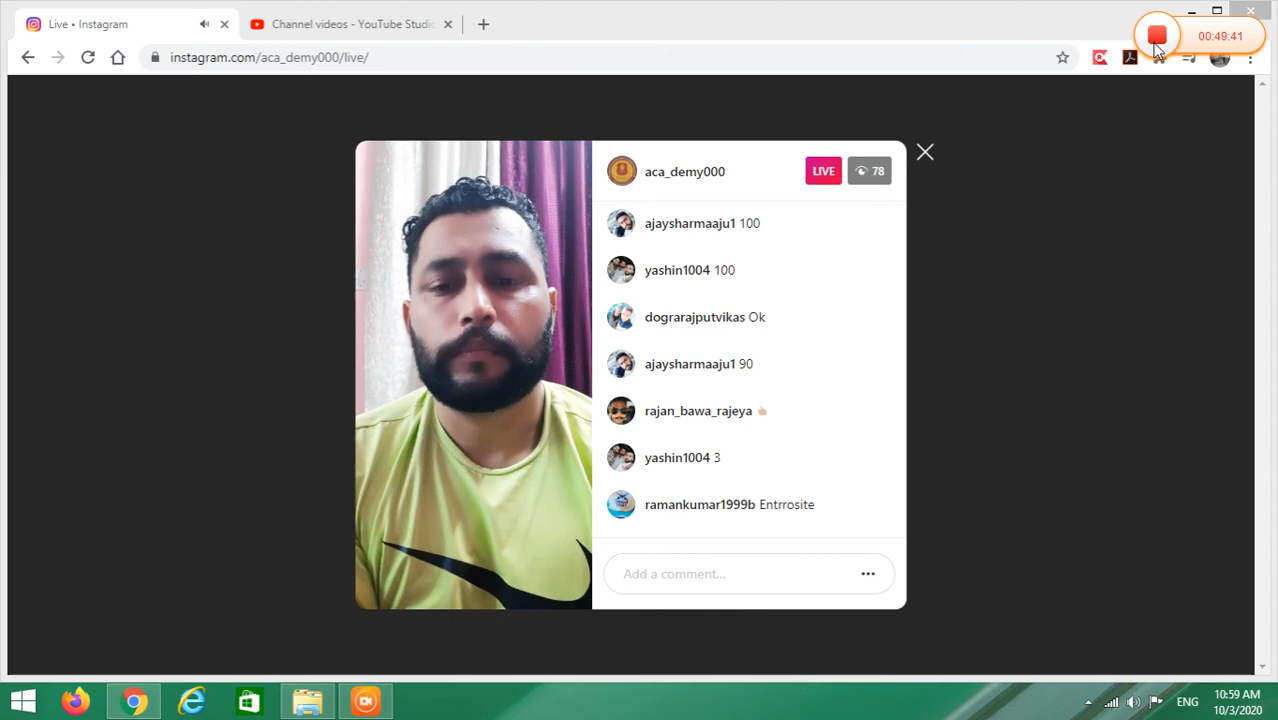 Live • Instagram
Channel videos - YouTube Studio
00:49:41
instagram.com/aca_demy000/live/
aca_demy000 LIVE 78
ajaysharmaaju1 100
yashin1004 100
dograrajputvikas Ok
ajaysharmaaju1 90
rajan_bawa_rajeya
yashin1004 3
ramankumar1999b Entrrosite
Add a comment...
ENG
10:59 AM
10/3/2020